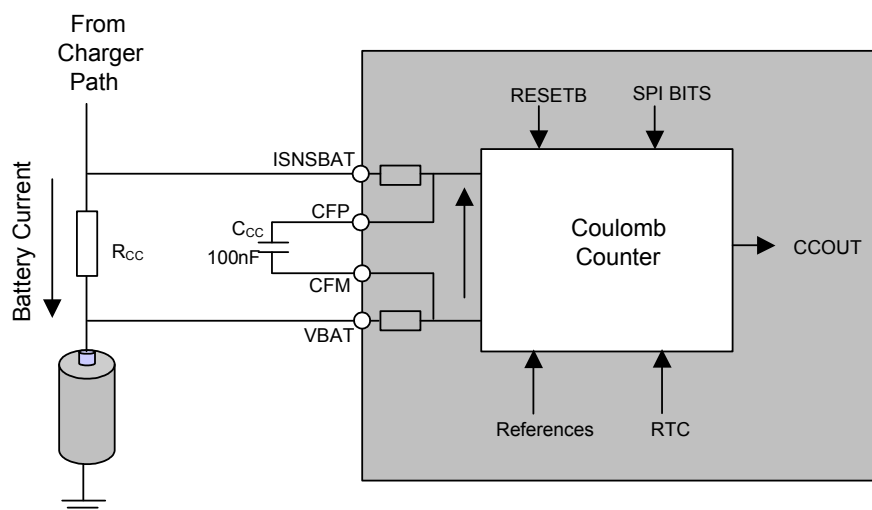 From
Charger
Path
RESETB
SPI BITS
ISNSBAT
CFP
Battery Current
RCC
CCC
100nF
Coulomb
Counter
CCOUT
CFM
VBAT
References
RTC